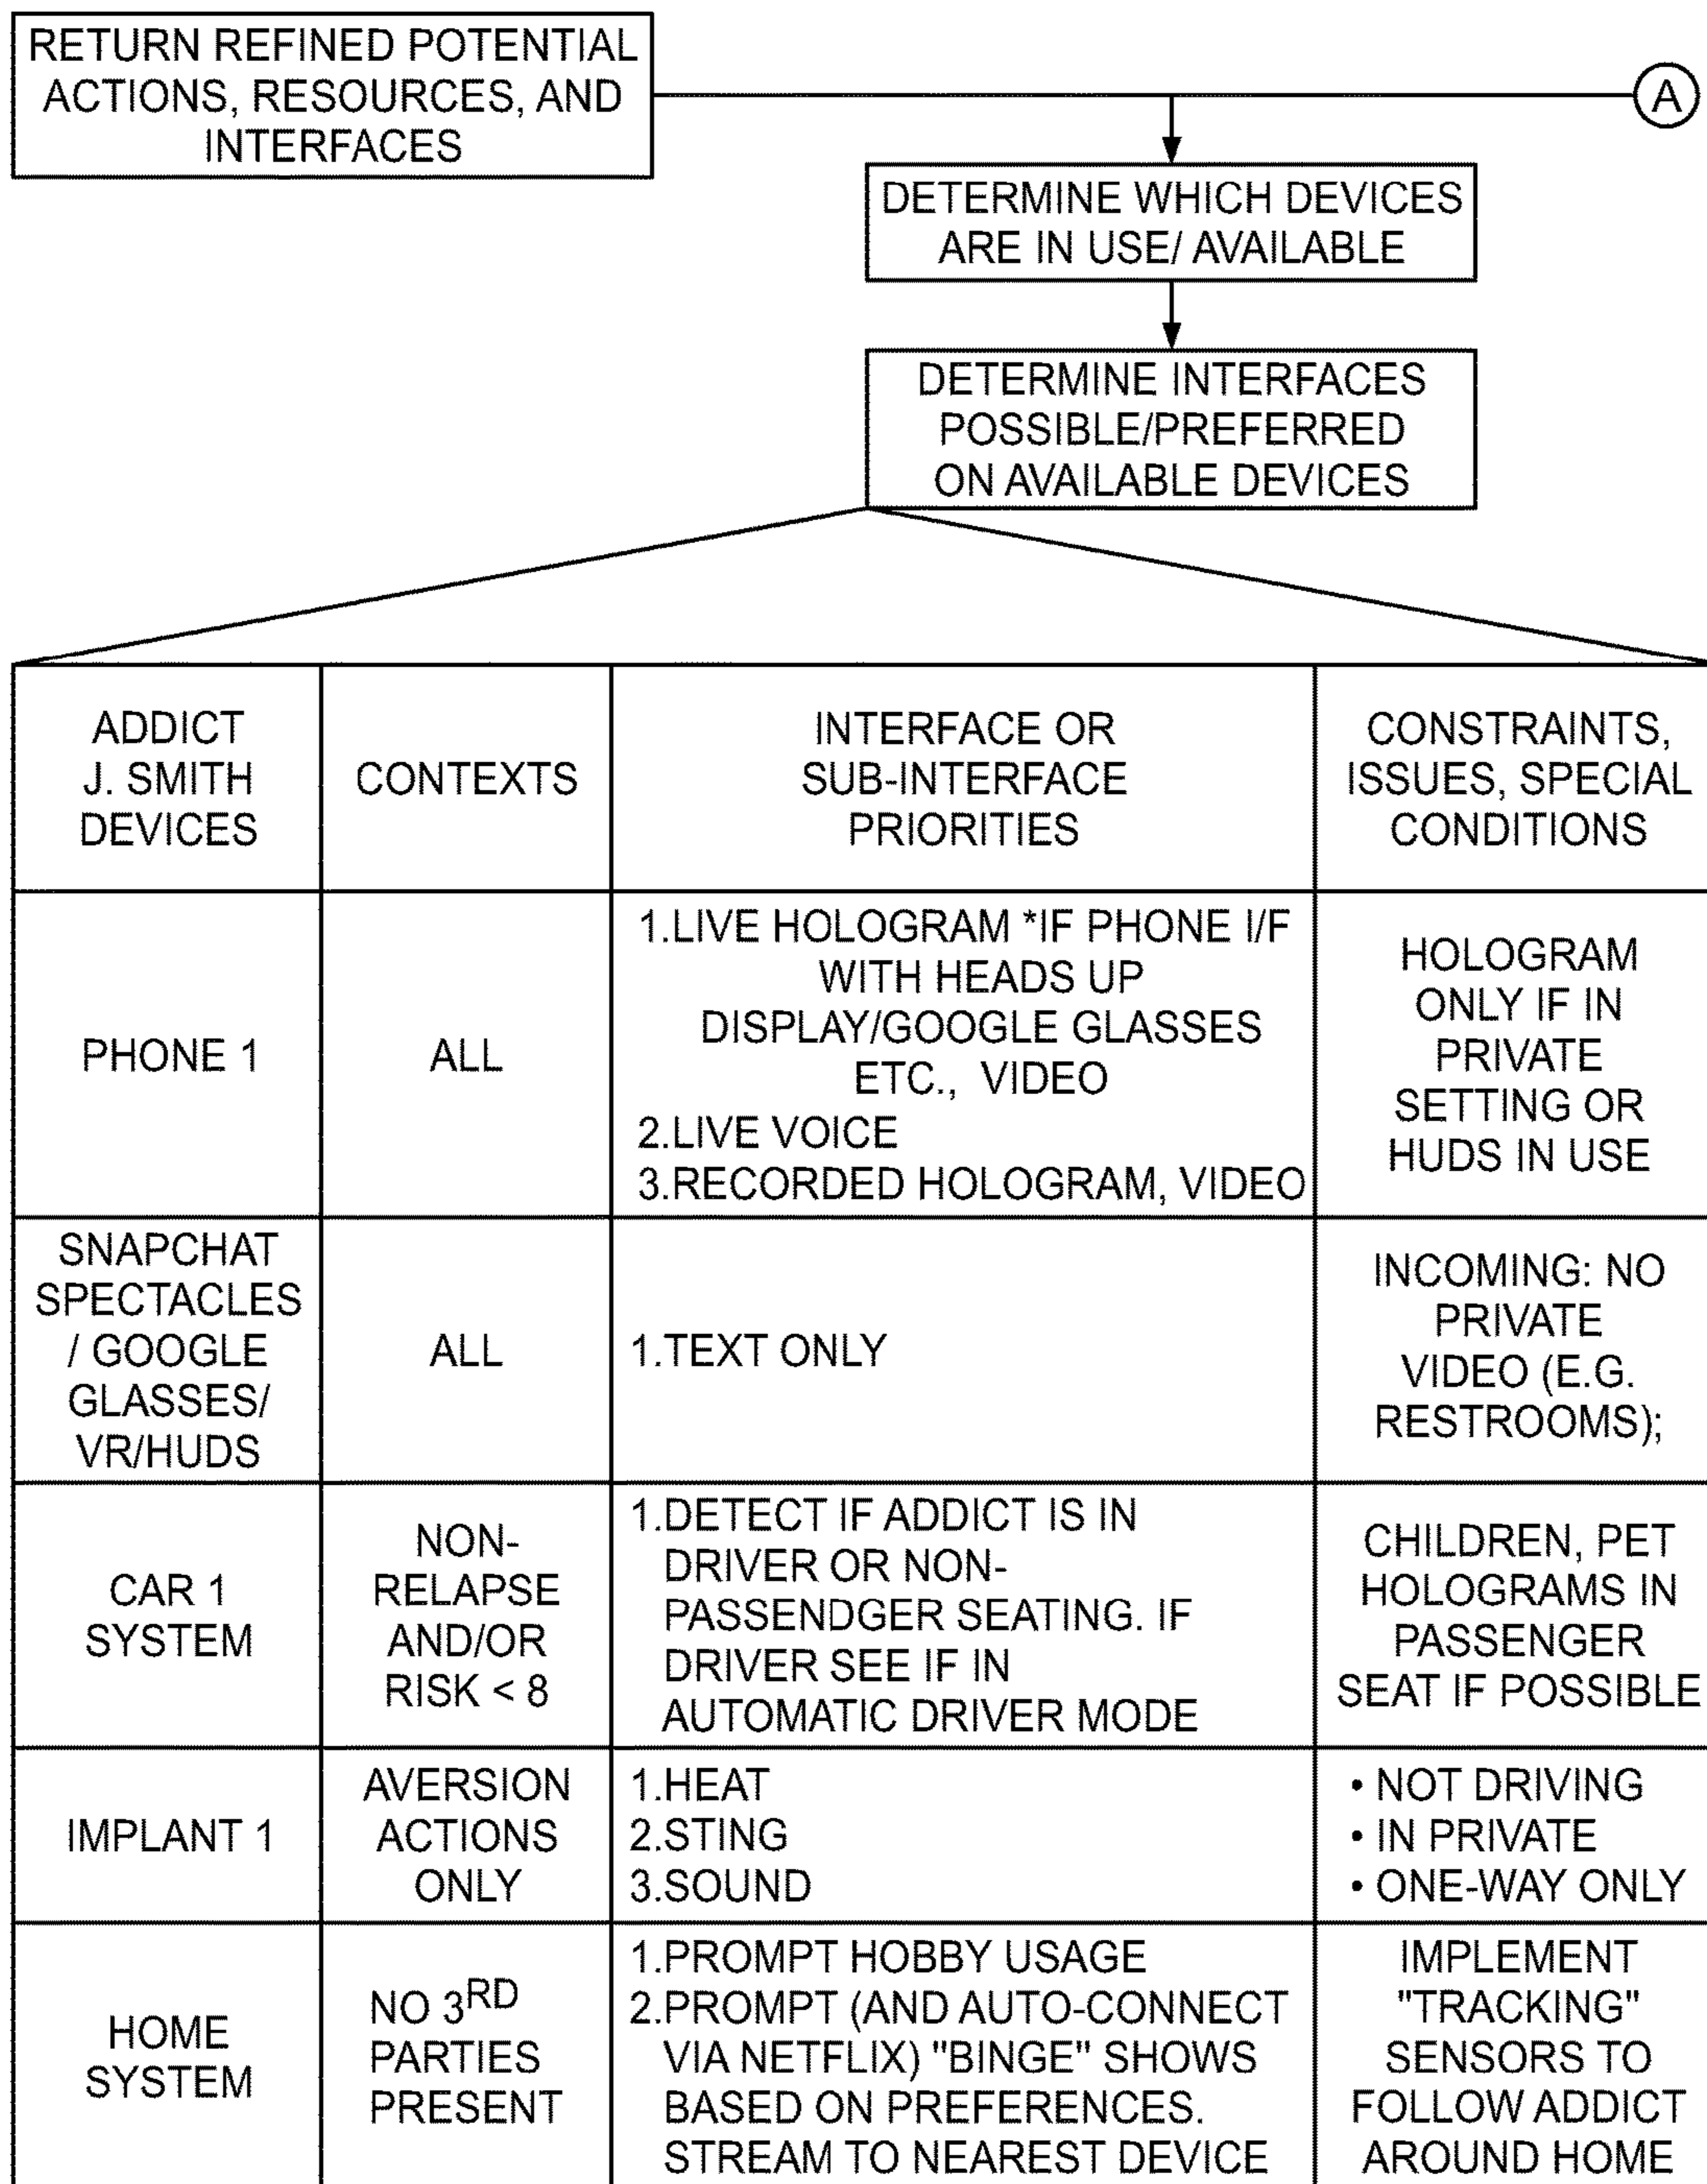 RETURN REFINED POTENTIAL
ACTIONS, RESOURCES, AND
INTERFACES
A
DETERMINE WHICH DEVICES
ARE IN USE/ AVAILABLE
DETERMINE INTERFACES
POSSIBLE/PREFERRED
ON AVAILABLE DEVICES
ADDICT
J. SMITH
DEVICES
CONTEXTS
INTERFACE OR
SUB-INTERFACE
PRIORITIES
CONSTRAINTS,
ISSUES, SPECIAL
CONDITIONS
PHONE 1
ALL
1.LIVE HOLOGRAM *IF PHONE I/F
WITH HEADS UP
DISPLAY/GOOGLE GLASSES
ETC., VIDEO
2.LIVE VOICE
3.RECORDED HOLOGRAM, VIDEO
HOLOGRAM
ONLY IF IN
PRIVATE
SETTING OR
HUDS IN USE
SNAPCHAT
SPECTACLES
/ GOOGLE
GLASSES/
VR/HUDS
ALL
1.TEXT ONLY
INCOMING: NO
PRIVATE
VIDEO (E.G.
RESTROOMS);
CAR 1
SYSTEM
NON-
RELAPSE
AND/OR
RISK < 8
1.DETECT IF ADDICT IS IN
DRIVER OR NON-
PASSENDGER SEATING. IF
DRIVER SEE IF IN
AUTOMATIC DRIVER MODE
CHILDREN, PET
HOLOGRAMS IN
PASSENGER
SEAT IF POSSIBLE
IMPLANT 1
AVERSION
ACTIONS
ONLY
1.HEAT
2.STING
3.SOUND
• NOT DRIVING
• IN PRIVATE
• ONE-WAY ONLY
HOME
SYSTEM
NO 3RD
PARTIES
PRESENT
1.PROMPT HOBBY USAGE
2.PROMPT (AND AUTO-CONNECT
VIA NETFLIX) "BINGE" SHOWS
BASED ON PREFERENCES.
STREAM TO NEAREST DEVICE
IMPLEMENT
"TRACKING"
SENSORS TO
FOLLOW ADDICT
AROUND HOME